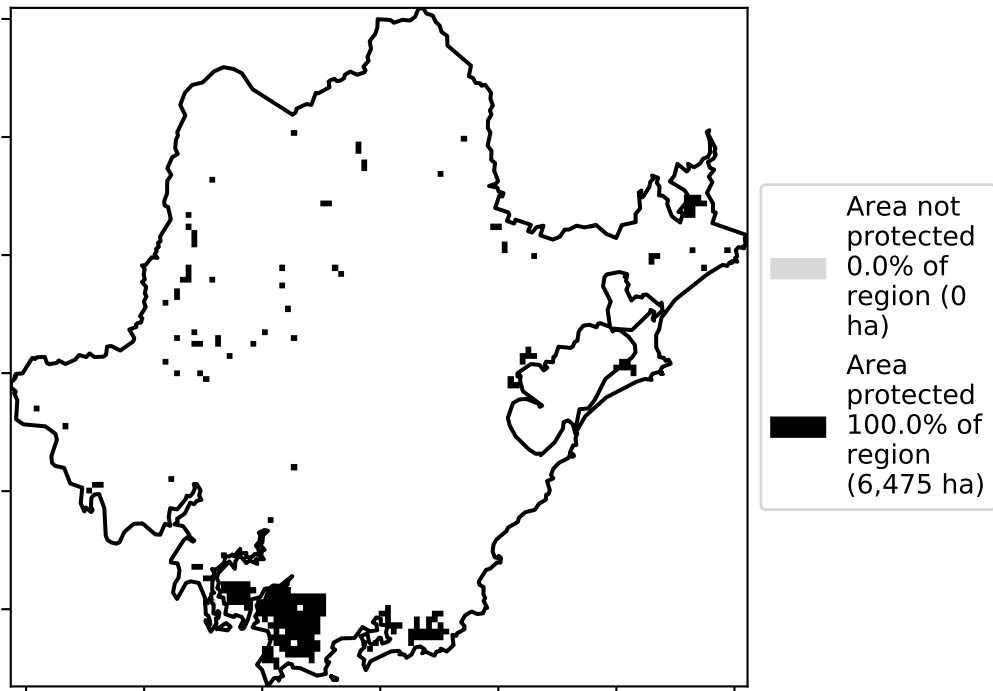 Area not
protected
0.0% of
region (0
ha)
Area
protected
100.0% of
region
(6,475 ha)